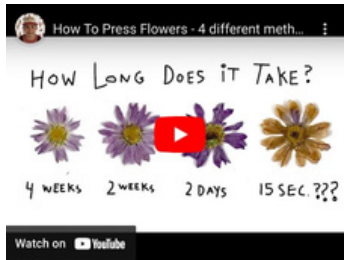 How To Press Flowers - 4 different meth...
HOW LONG DOES iT TAKE?
4 WEEKS 2 WEEKS 2 DAYS 15 SEC. ???
Watch on YouTube